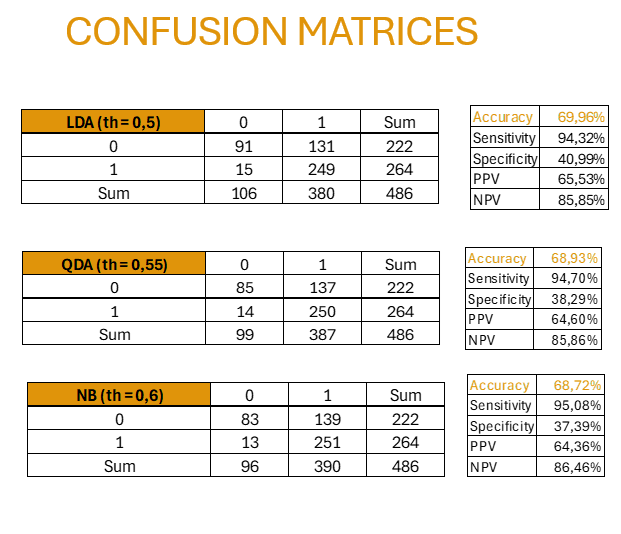 CONFUSION MATRICES
LDA (th = 0,5) 0 1 Sum
0 91 131 222
1 15 249 264
Sum 106 380 486
Accuracy 69,96%
Sensitivity 94,32%
Specificity 40,99%
PPV 65,53%
NPV 85,85%
QDA (th = 0,55) 0 1 Sum
0 85 137 222
1 14 250 264
Sum 99 387 486
Accuracy 68,93%
Sensitivity 94,70%
Specificity 38,29%
PPV 64,60%
NPV 85,86%
NB (th = 0,6) 0 1 Sum
0 83 139 222
1 13 251 264
Sum 96 390 486
Accuracy 68,72%
Sensitivity 95,08%
Specificity 37,39%
PPV 64,36%
NPV 86,46%